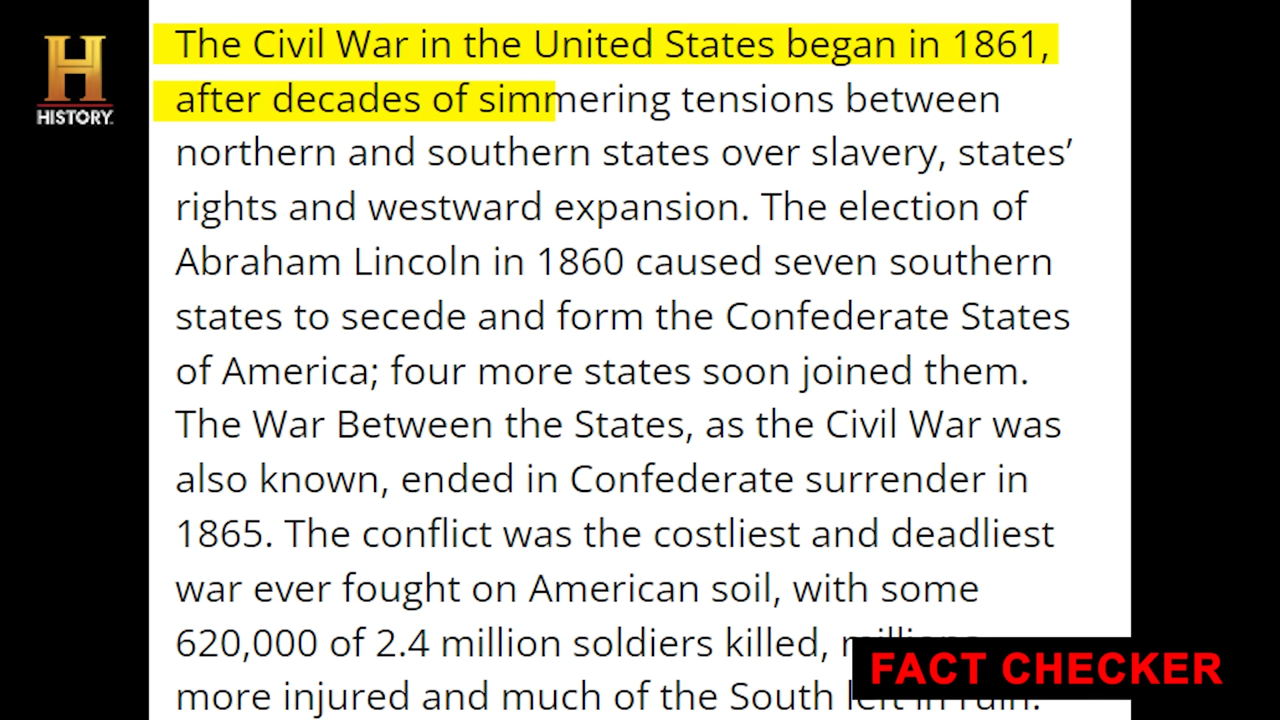 H
HISTORY.
The Civil War in the United States began in 1861,
after decades of simmering tensions between
northern and southern states over slavery, states’
rights and westward expansion. The election of
Abraham Lincoln in 1860 caused seven southern
states to secede and form the Confederate States
of America; four more states soon joined them.
The War Between the States, as the Civil War was
also known, ended in Confederate surrender in
1865. The conflict was the costliest and deadliest
war ever fought on American soil, with some
620,000 of 2.4 million soldiers killed, millions
more injured and much of the South left in ruin.
FACT CHECKER